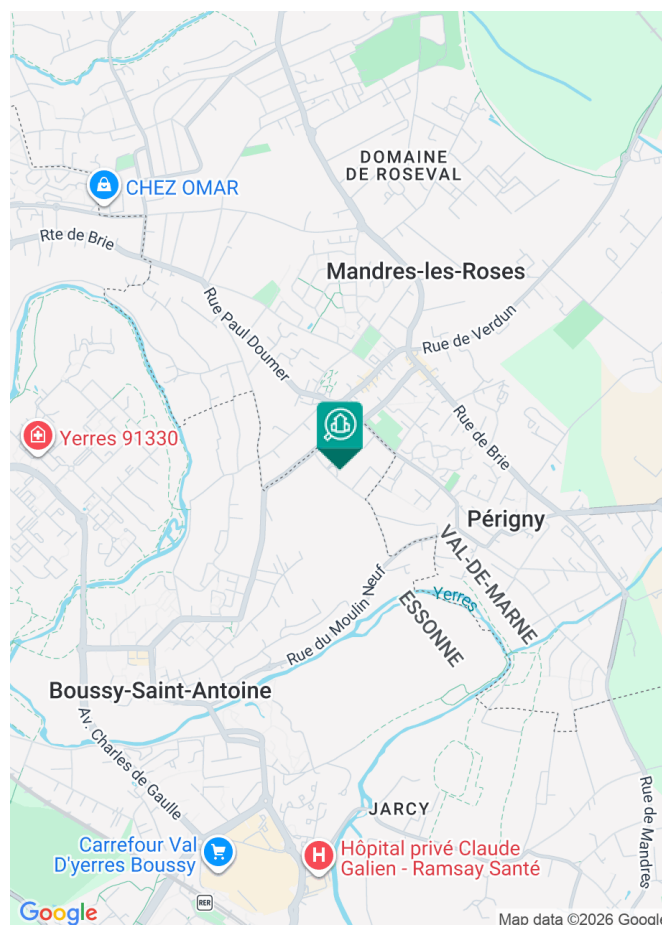 DOMAINE
DE ROSEVAL
CHEZ OMAR
Rte de Brie
Mandres-les-Roses
Rue Paul Doumer
Rue de Verdun
Rue de Brie
Yerres 91330
Périgny
VAL-DE-MARNE
ESSONNE
Yerres
Rue du Moulin Neuf
Boussy-Saint-Antoine
Av. Charles de Gaulle
JARCY
Rue de Mandres
Carrefour Val
D'yerres Boussy
H
Hôpital privé Claude
Galien - Ramsay Santé
RER
Google
Map data ©2026 Google